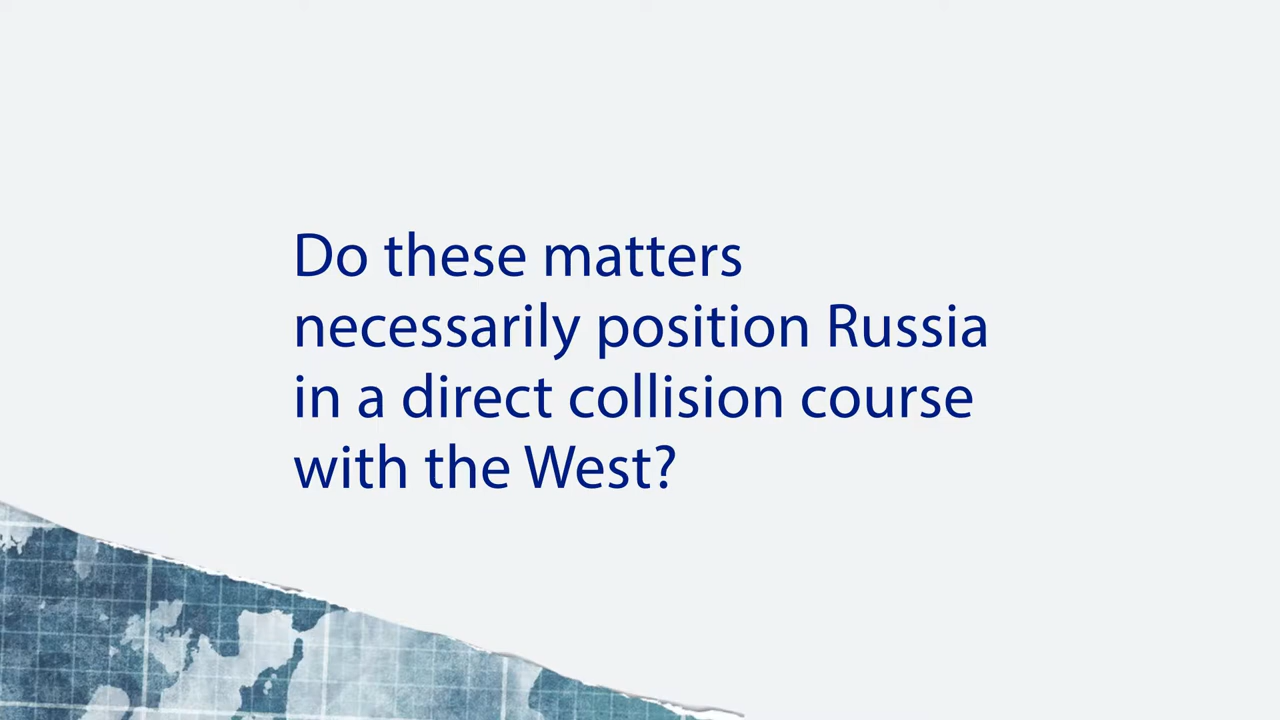 Do these matters
necessarily position Russia
in a direct collision course
with the West?